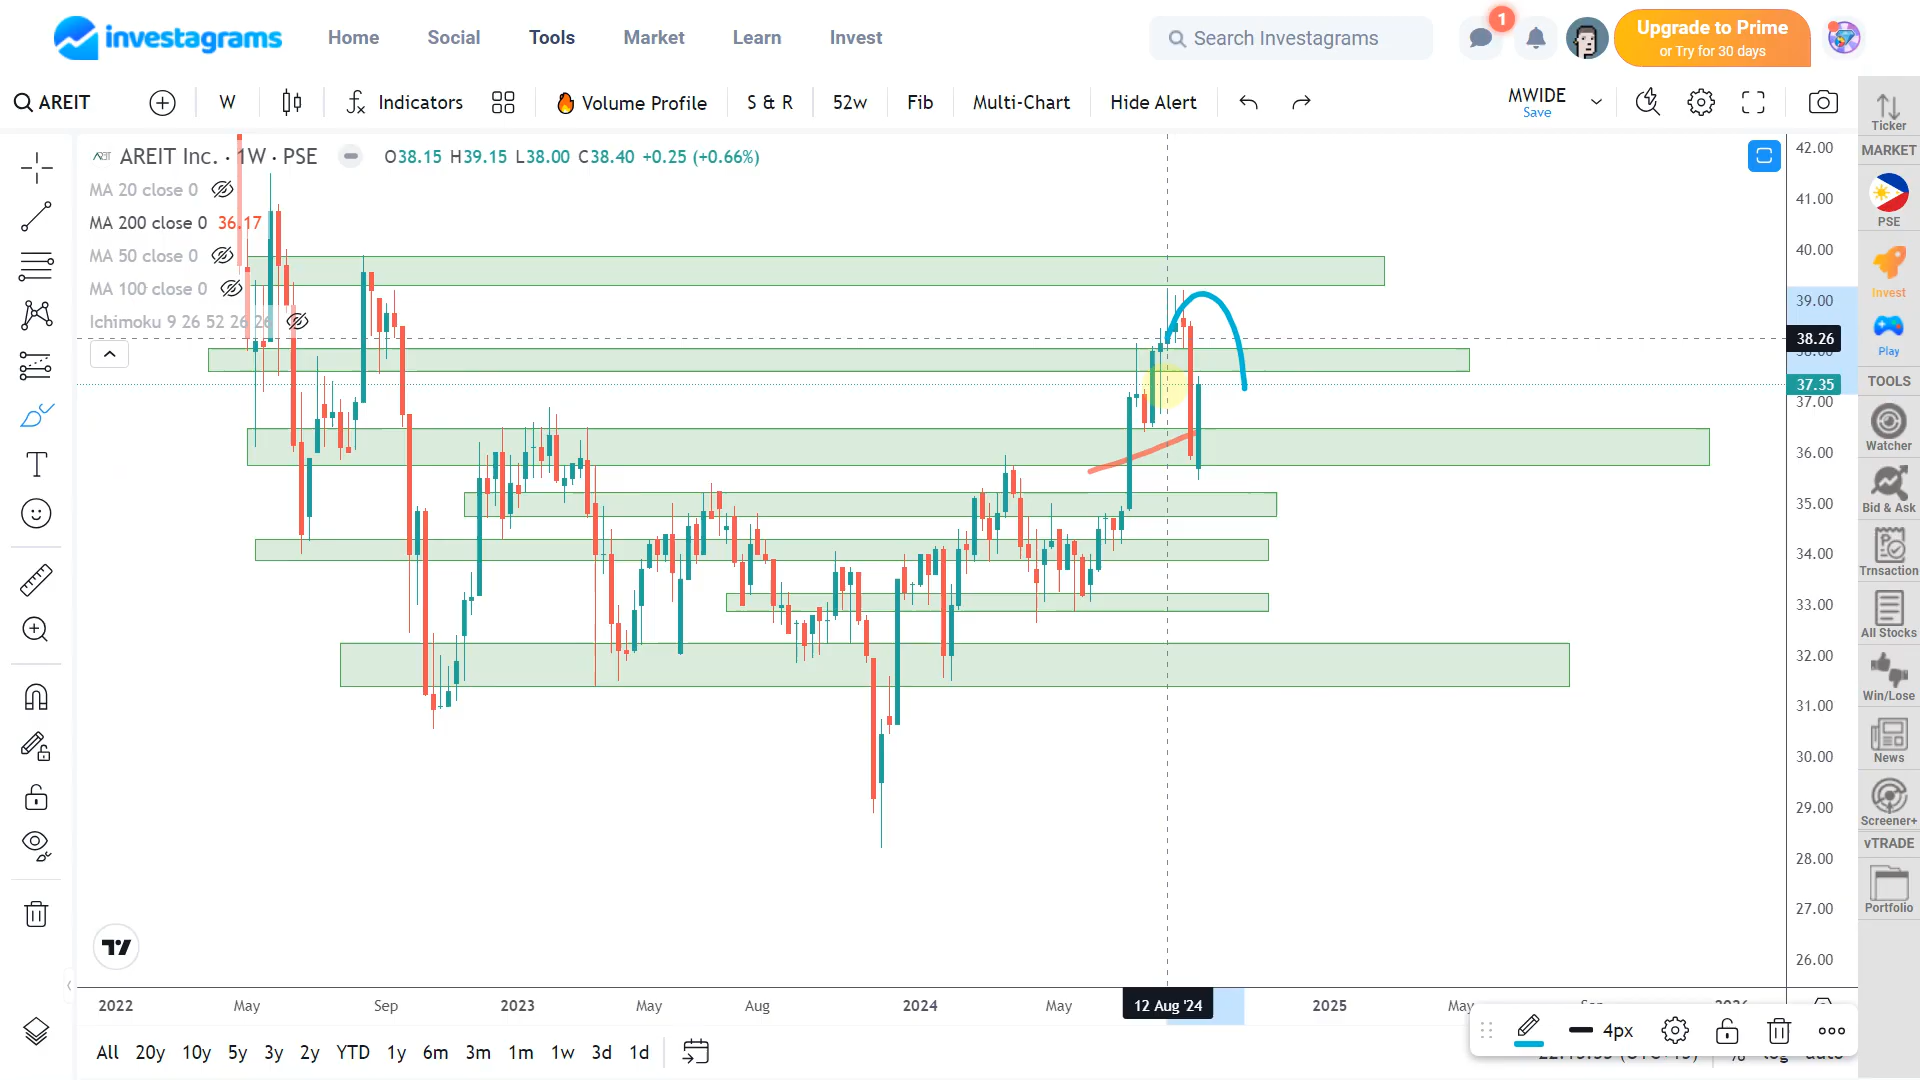 investagrams
Home
Social
Tools
Market
Learn
Invest
Search Investagrams
1
Upgrade to Prime
or Try for 30 days
AREIT
W
Indicators
Volume Profile
S & R
52w
Fib
Multi-Chart
Hide Alert
MWIDE
Save
Ticker
MARKET
PSE
Invest
Play
TOOLS
Watcher
Bid & Ask
Trnsaction
All Stocks
Win/Lose
News
Screener+
vTRADE
Portfolio
AREIT Inc. · 1W · PSE O38.15 H39.15 L38.00 C38.40 +0.25 (+0.66%)
MA 20 close 0
MA 200 close 0 36.17
MA 50 close 0
MA 100 close 0
Ichimoku 9 26 52 26 26
42.00
41.00
40.00
39.00
38.26
38.00
37.35
37.00
36.00
35.00
34.00
33.00
32.00
31.00
30.00
29.00
28.00
27.00
26.00
2022 May Sep 2023 May Aug 2024 May 12 Aug '24 2025 May
4px
All 20y 10y 5y 3y 2y YTD 1y 6m 3m 1m 1w 3d 1d